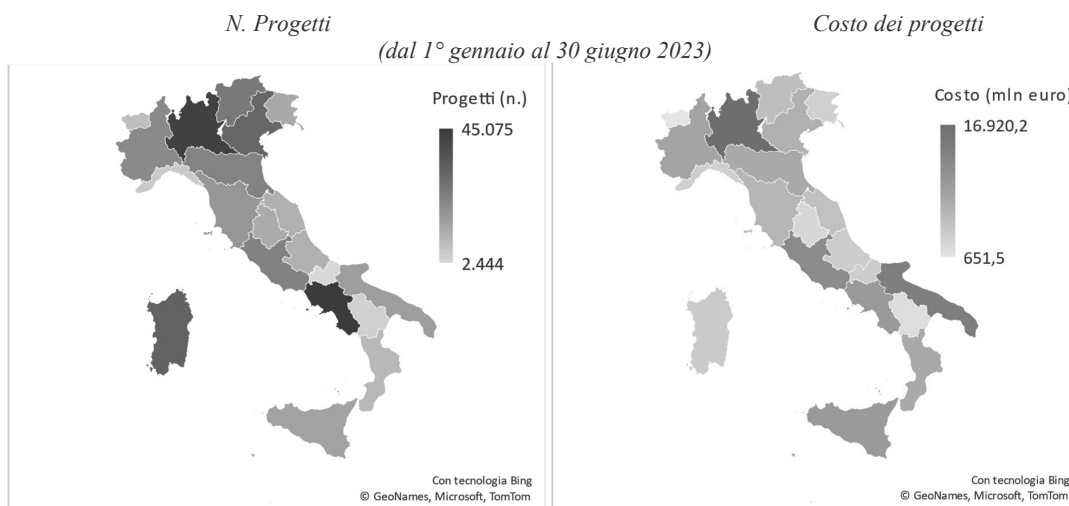 N. Progetti
Costo dei progetti
(dal 1° gennaio al 30 giugno 2023)
Progetti (n.)
45.075
2.444
Con tecnologia Bing
© GeoNames, Microsoft, TomTom
Costo (mln euro)
16.920,2
651,5
Con tecnologia Bing
© GeoNames, Microsoft, TomTom